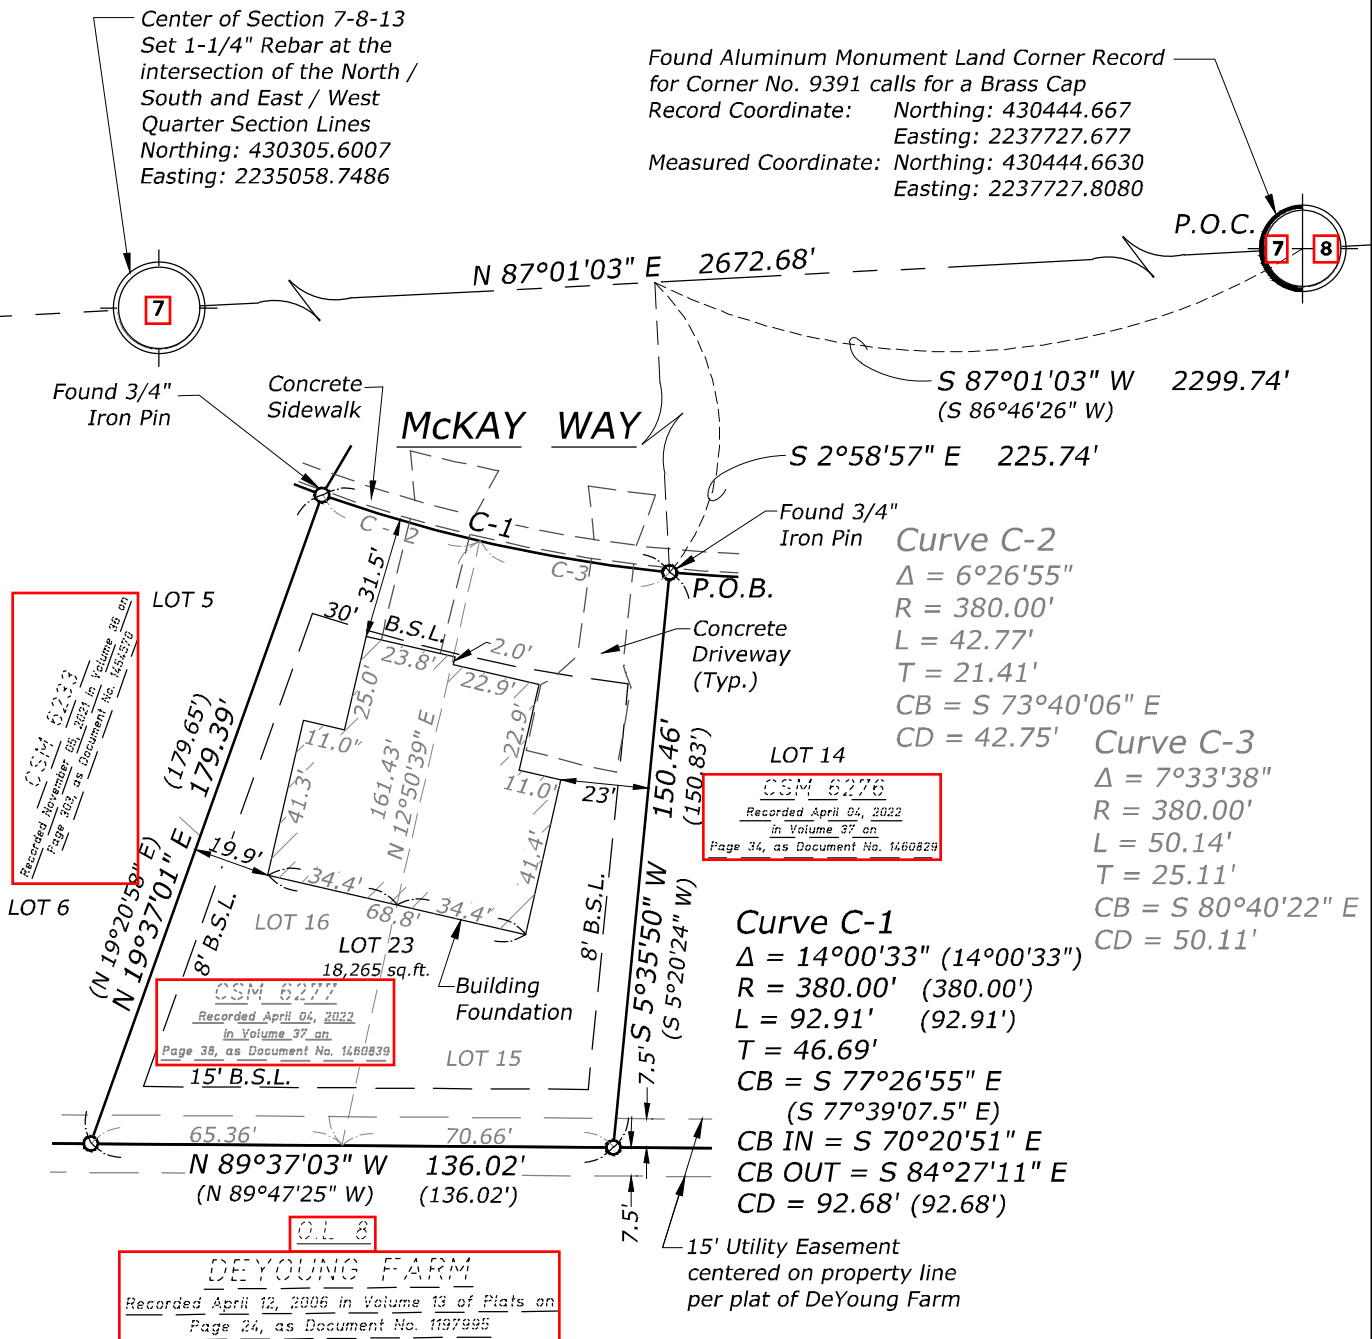 Center of Section 7-8-13
Set 1-1/4" Rebar at the
intersection of the North /
South and East / West
Quarter Section Lines
Northing: 430305.6007
Easting: 2235058.7486
Found Aluminum Monument Land Corner Record
for Corner No. 9391 calls for a Brass Cap
Record Coordinate: Northing: 430444.667
Easting: 2237727.677
Measured Coordinate: Northing: 430444.6630
Easting: 2237727.8080
P.O.C.
7 8
N 87°01'03" E 2672.68'
7
S 87°01'03" W 2299.74'
(S 86°46'26" W)
Found 3/4"
Iron Pin
Concrete
Sidewalk
McKAY WAY
S 2°58'57" E 225.74'
Found 3/4"
Iron Pin
C - 2
C-1
C-3
P.O.B.
Curve C-2
Δ = 6°26'55"
R = 380.00'
L = 42.77'
T = 21.41'
CB = S 73°40'06" E
CD = 42.75'
Curve C-3
Δ = 7°33'38"
R = 380.00'
L = 50.14'
T = 25.11'
CB = S 80°40'22" E
CD = 50.11'
LOT 5
CSM 6233
Recorded November 05, 2021 in Volume 36 on
Page 303, as Document No. 1454570
LOT 6
31.5'
30'
B.S.L.
23.8'
2.0'
22.9'
25.0'
22.9'
11.0"
11.0'
41.3'
161.43'
N 12°50'39" E
41.4'
23'
Concrete
Driveway
(Typ.)
(179.65')
179.39'
(N 19°20'58" E)
N 19°37'01" E
150.46'
(150.83')
S 5°35'50" W
(S 5°20'24" W)
LOT 14
CSM 6276
Recorded April 04, 2022
in Volume 37 on
Page 34, as Document No. 1460829
19.9'
34.4'
68.8'
34.4"
8' B.S.L.
8' B.S.L.
LOT 16
LOT 23
18,265 sq.ft.
Building
Foundation
CSM 6277
Recorded April 04, 2022
in Volume 37 on
Page 38, as Document No. 1460839
LOT 15
15' B.S.L.
Curve C-1
Δ = 14°00'33" (14°00'33")
R = 380.00' (380.00')
L = 92.91' (92.91')
T = 46.69'
CB = S 77°26'55" E
(S 77°39'07.5" E)
CB IN = S 70°20'51" E
CB OUT = S 84°27'11" E
CD = 92.68' (92.68')
7.5'
65.36' 70.66'
N 89°37'03" W 136.02'
(N 89°47'25" W) (136.02')
7.5'
15' Utility Easement
centered on property line
per plat of DeYoung Farm
O.L. 8
DEYOUNG FARM
Recorded April 12, 2006 in Volume 13 of Plats on
Page 24, as Document No. 1197995